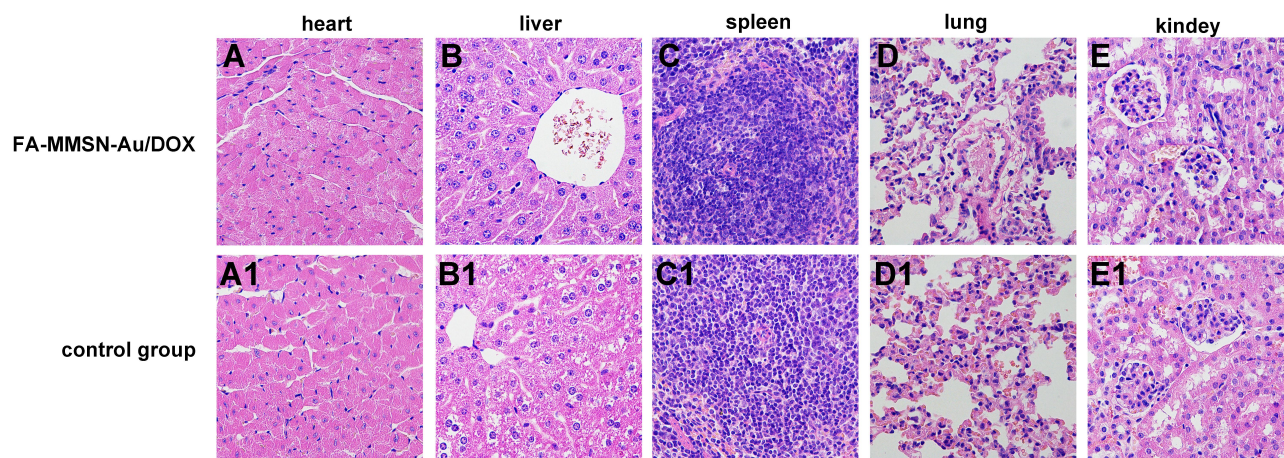 heart liver spleen lung kindey
FA-MMSN-Au/DOX
A B C D E
control group
A1 B1 C1 D1 E1